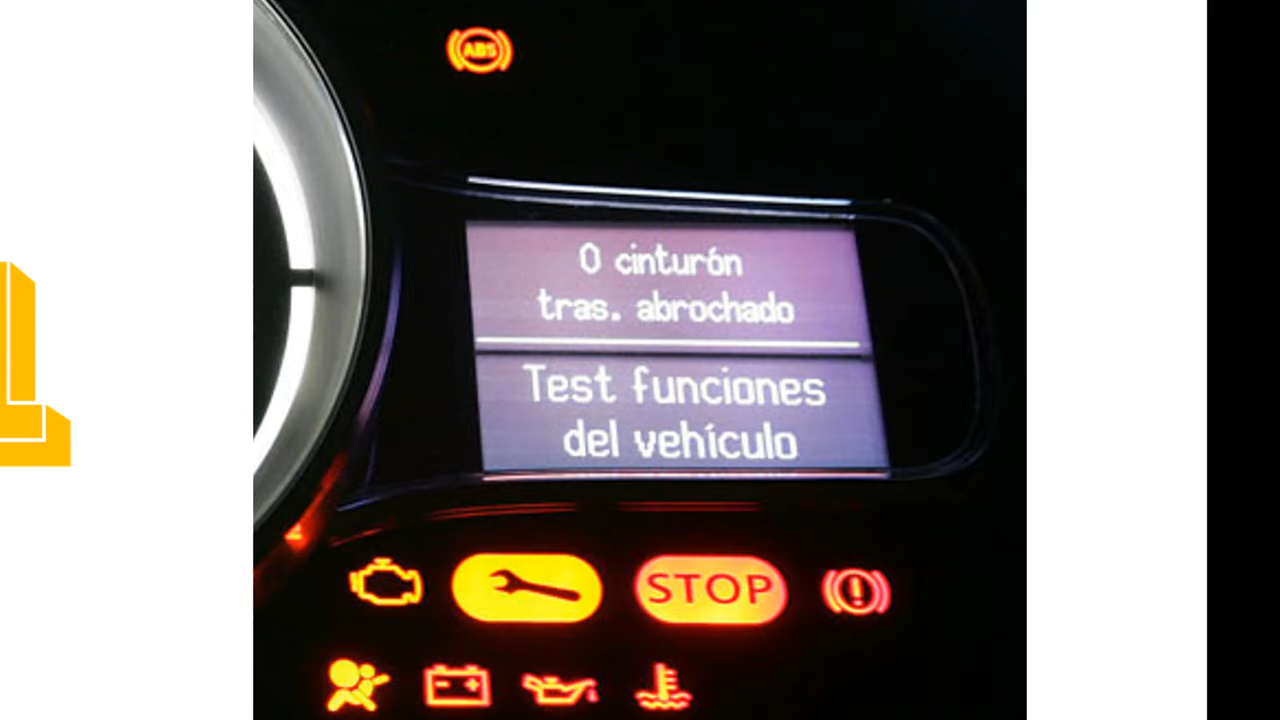 ABS
0 cinturón
tras. abrochado
Test funciones
del vehículo
STOP